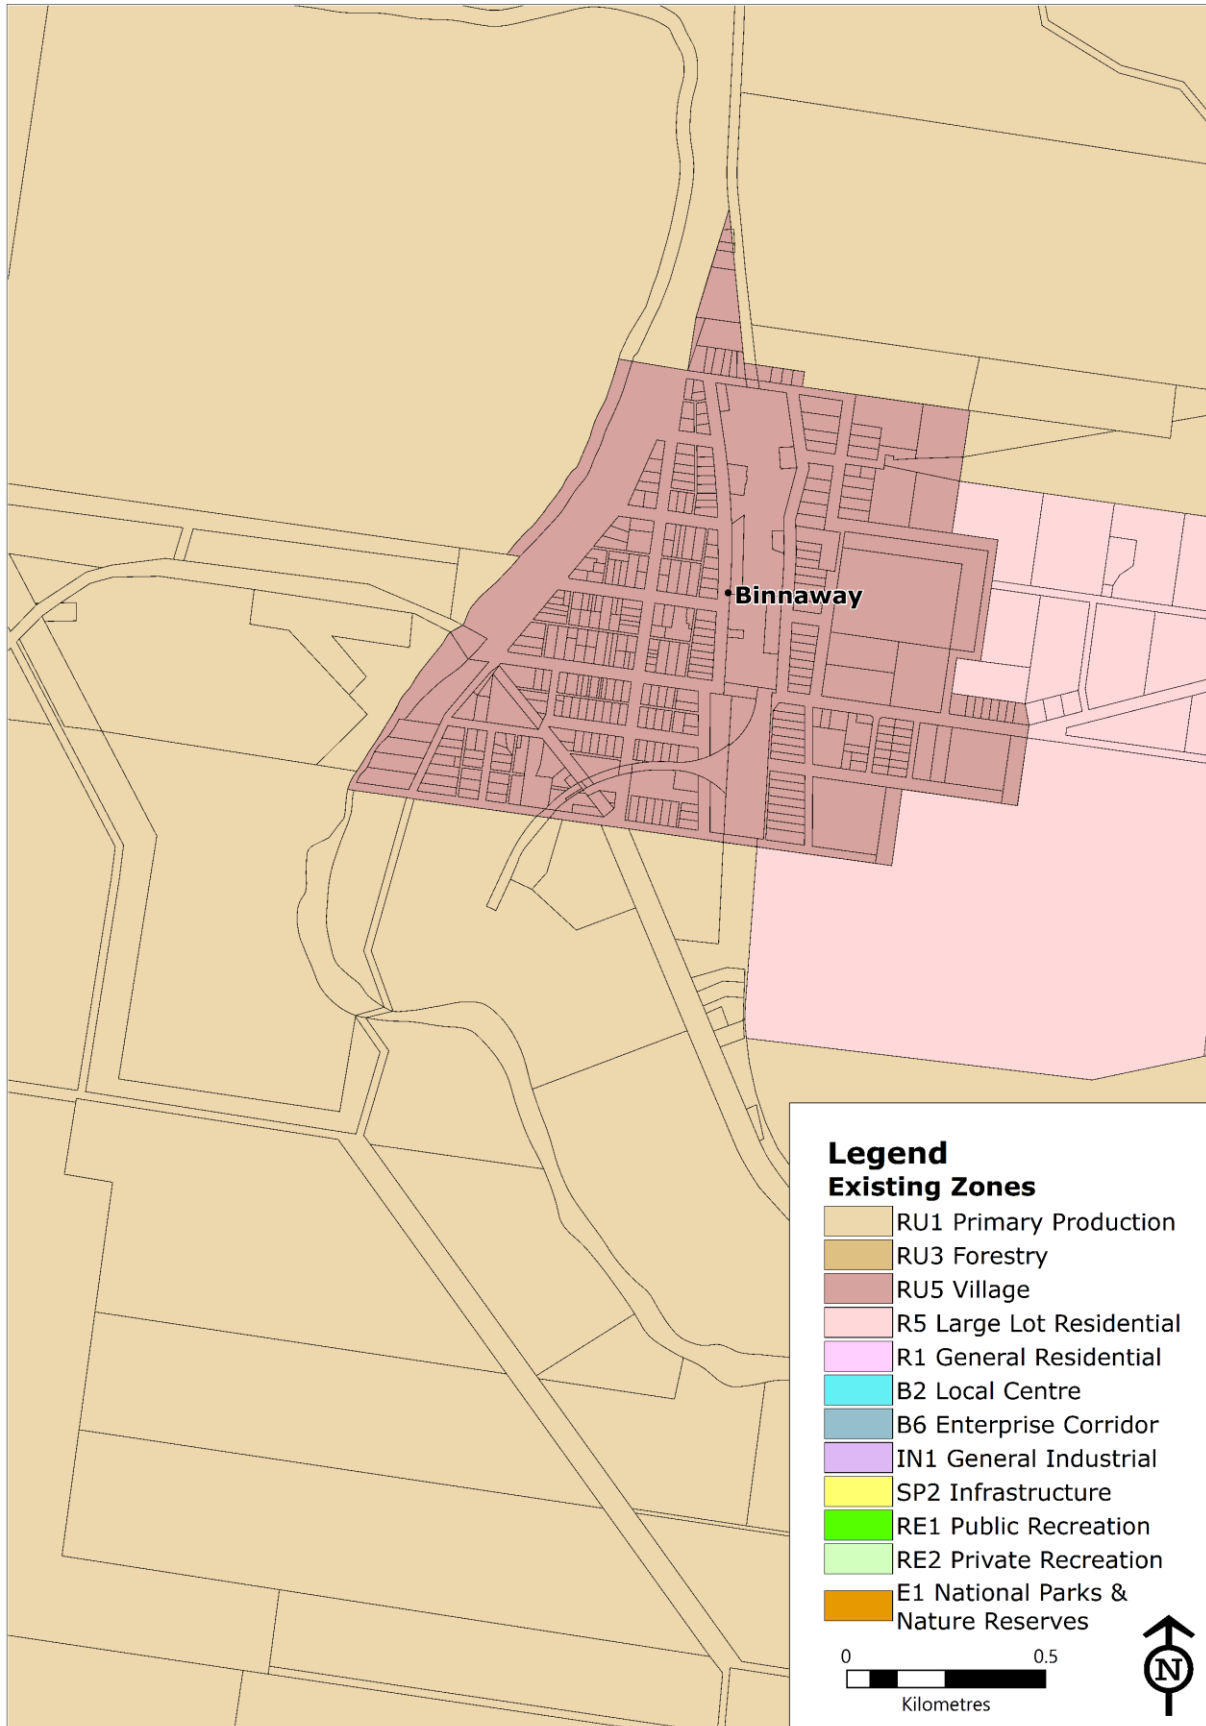 Binnaway
Legend
Existing Zones
RU1 Primary Production
RU3 Forestry
RU5 Village
R5 Large Lot Residential
R1 General Residential
B2 Local Centre
B6 Enterprise Corridor
IN1 General Industrial
SP2 Infrastructure
RE1 Public Recreation
RE2 Private Recreation
E1 National Parks &
Nature Reserves
0 0.5
Kilometres
N